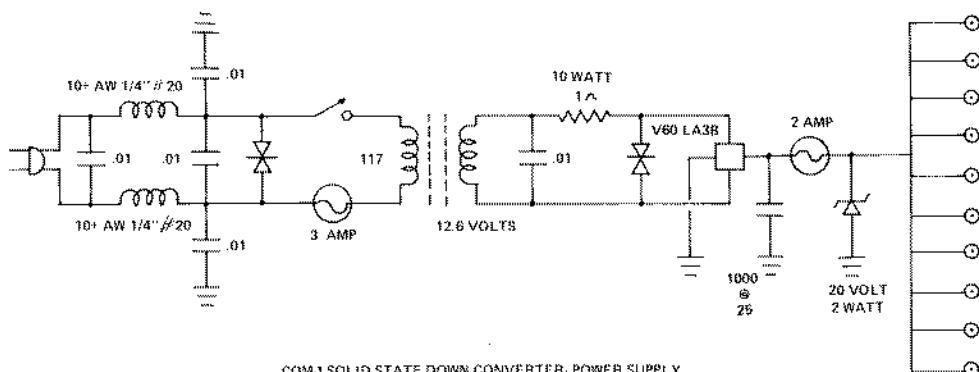 10÷ AW 1/4" # 20
.01
.01
.01
10÷ AW 1/4" # 20
.01
3 AMP
117
12.6 VOLTS
.01
10 WATT
1 Ω
V60 LA3B
2 AMP
1000
@
25
20 VOLT
2 WATT
COM-1 SOLID STATE DOWN CONVERTER, POWER SUPPLY